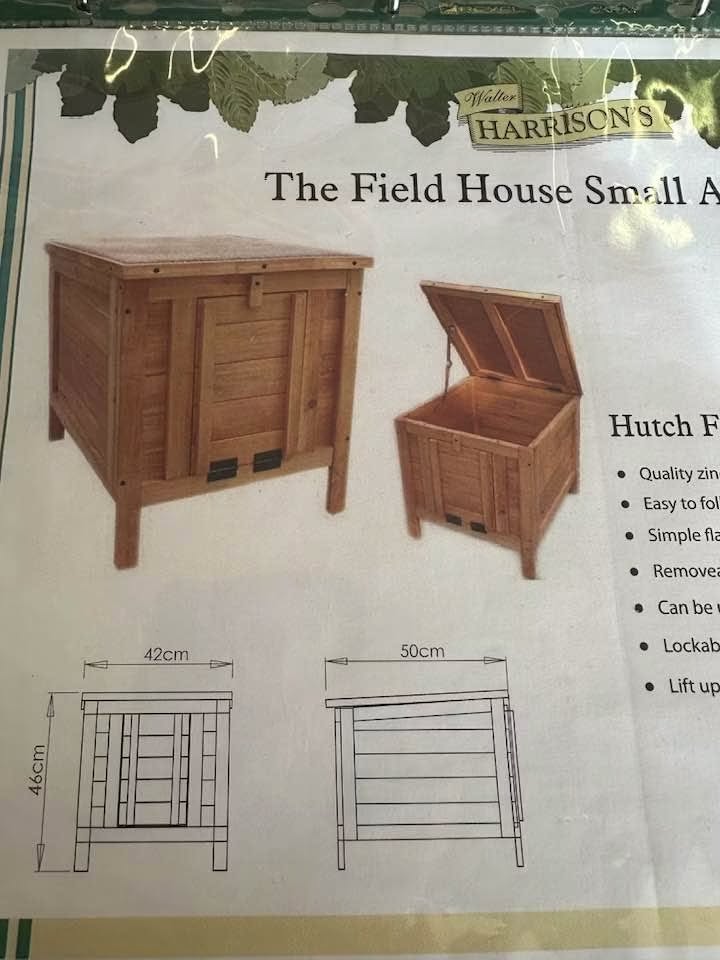 Walter
HARRISON'S
The Field House Small A
Hutch F
• Quality zin
• Easy to fol
• Simple fla
• Removea
• Can be u
• Lockab
• Lift up
42cm
50cm
46cm